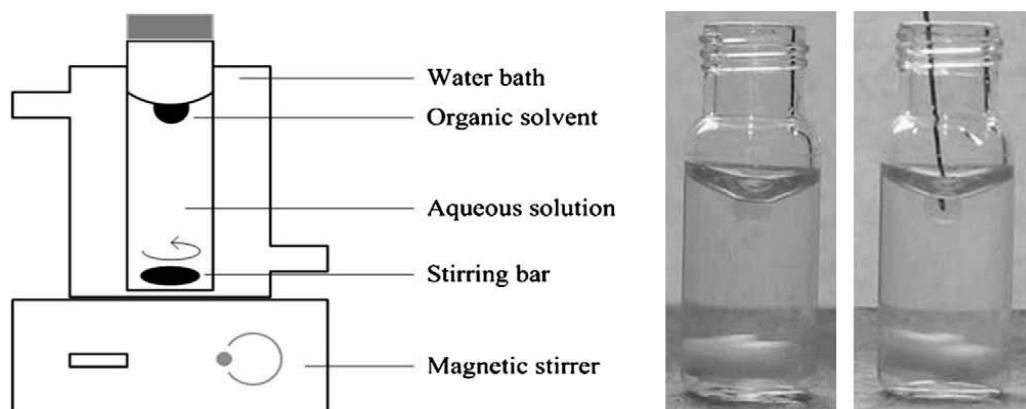 Water bath
Organic solvent
Aqueous solution
Stirring bar
Magnetic stirrer